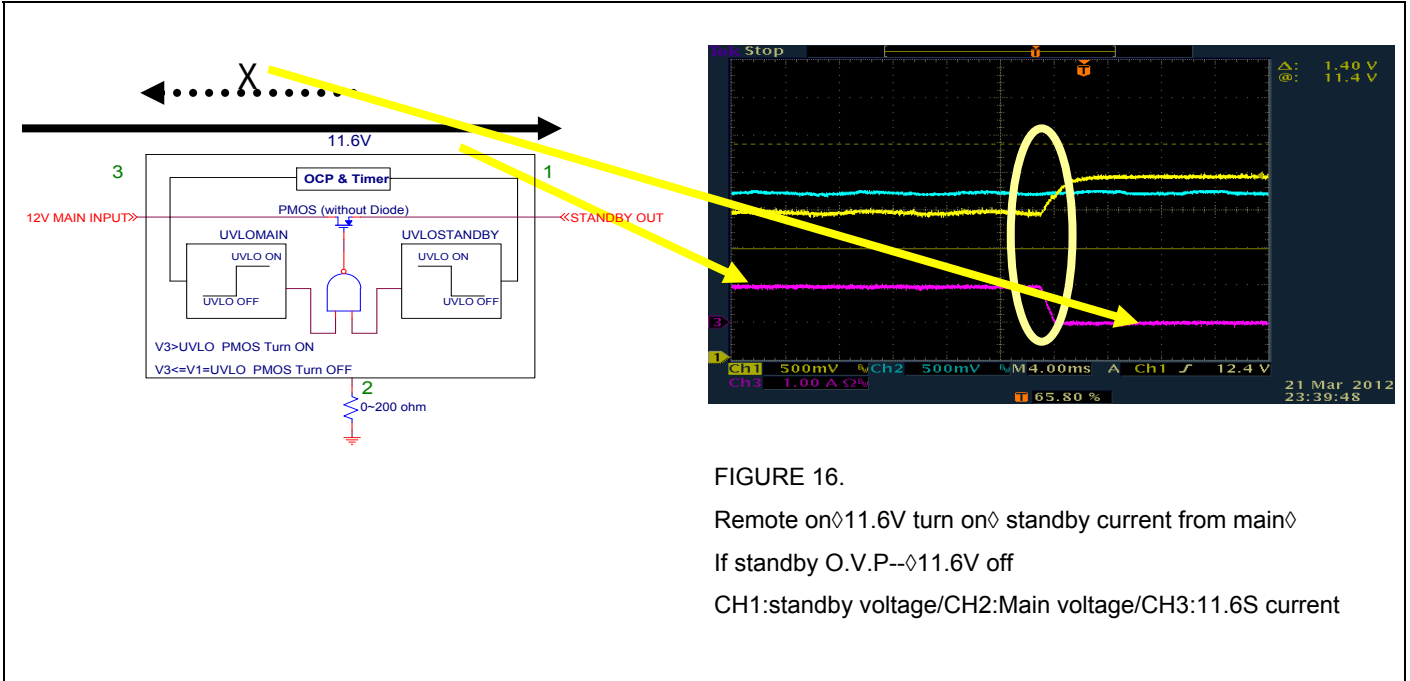 X
11.6V
3
1
OCP & Timer
PMOS (without Diode)
12V MAIN INPUT
STANDBY OUT
UVLOMAIN
UVLOSTANDBY
UVLO ON
UVLO ON
UVLO OFF
UVLO OFF
V3>UVLO PMOS Turn ON
V3<=V1=UVLO PMOS Turn OFF
2
0~200 ohm
Stop
T
T
Δ: 1.40 V
@: 11.4 V
3
1
Ch1 500mV Ch2 500mV M4.00ms A Ch1 12.4 V
Ch3 1.00 A Ω
T 65.80 %
21 Mar 2012
23:39:48
FIGURE 16.
Remote on◊11.6V turn on◊ standby current from main◊
If standby O.V.P--◊11.6V off
CH1:standby voltage/CH2:Main voltage/CH3:11.6S current